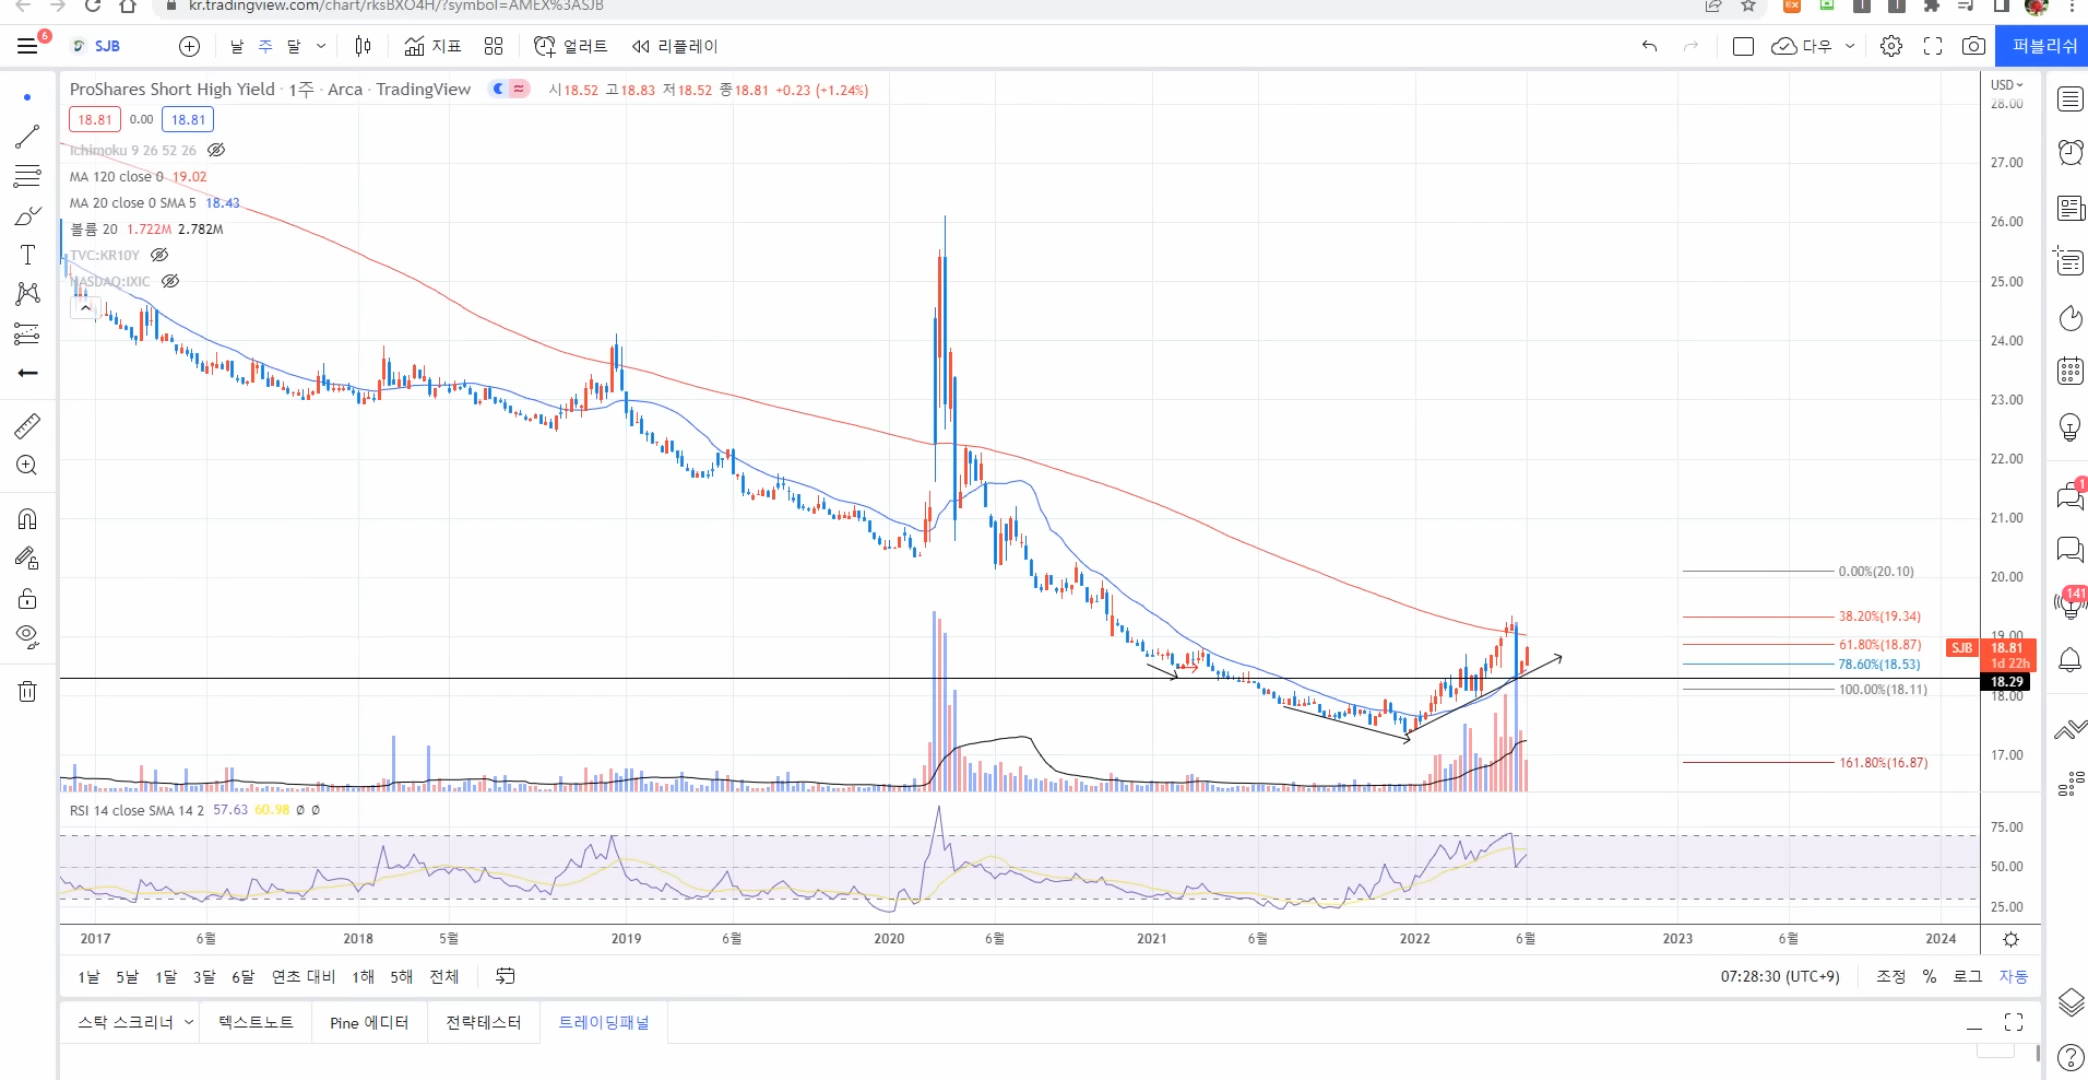 kr.tradingview.com/chart/rksBXO4H/?symbol=AMEX%3ASJB
6 SJB 날 주 달 지표 얼러트 리플레이 다우 퍼블리쉬
ProShares Short High Yield · 1주 · Arca · TradingView 시18.52 고18.83 저18.52 종18.81 +0.23 (+1.24%)
18.81 0.00 18.81
Ichimoku 9 26 52 26
MA 120 close 0 19.02
MA 20 close 0 SMA 5 18.43
볼륨 20 1.722M 2.782M
TVC:KR10Y
NASDAQ:IXIC
USD
28.00
27.00
26.00
25.00
24.00
23.00
22.00
21.00
20.00
19.00
18.00
17.00
0.00%(20.10)
38.20%(19.34)
61.80%(18.87)
78.60%(18.53)
100.00%(18.11)
161.80%(16.87)
SJB 18.81
1d 22h
18.29
1
141
RSI 14 close SMA 14 2 57.63 60.98 Ø Ø
75.00
50.00
25.00
2017 6월 2018 5월 2019 6월 2020 6월 2021 6월 2022 6월 2023 6월 2024
1날 5날 1달 3달 6달 연초 대비 1해 5해 전체 07:28:30 (UTC+9) 조정 % 로그 자동
스탁 스크리너 텍스트노트 Pine 에디터 전략테스터 트레이딩패널